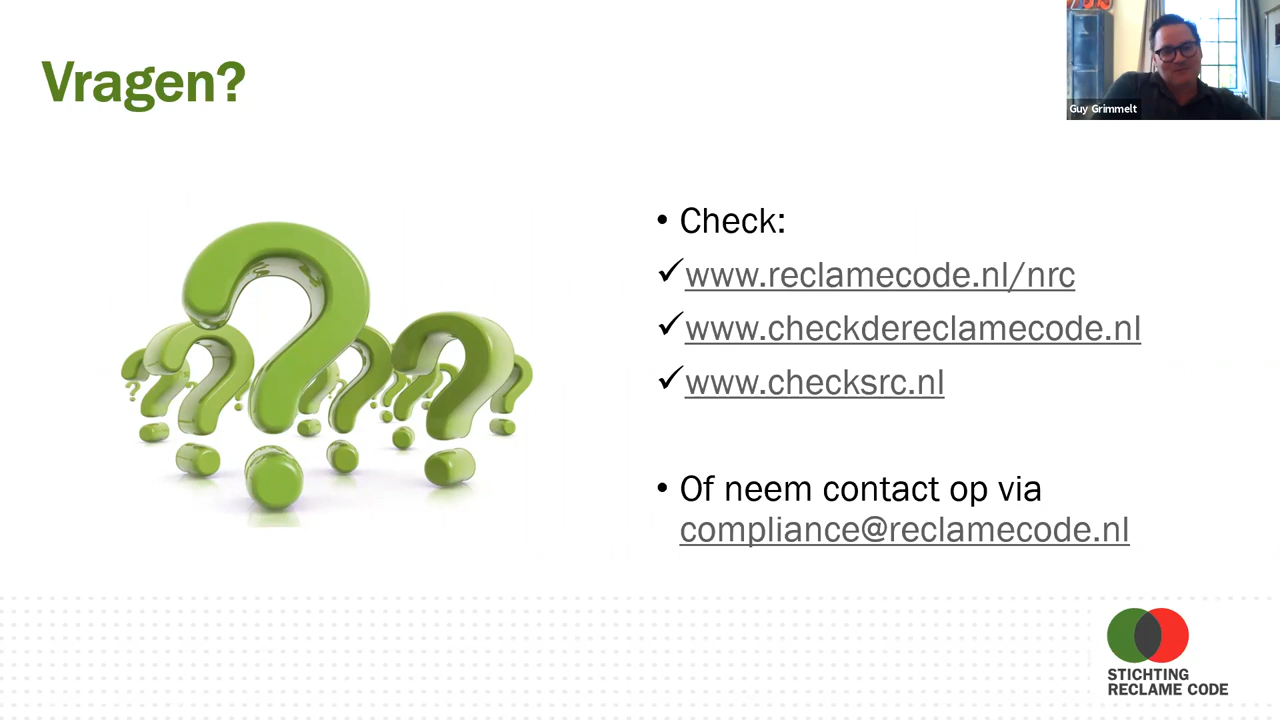 Vragen?
Guy Grimmelt
• Check:
✓www.reclamecode.nl/nrc
✓www.checkdereclamecode.nl
✓www.checksrc.nl
• Of neem contact op via
compliance@reclamecode.nl
STICHTING
RECLAME CODE